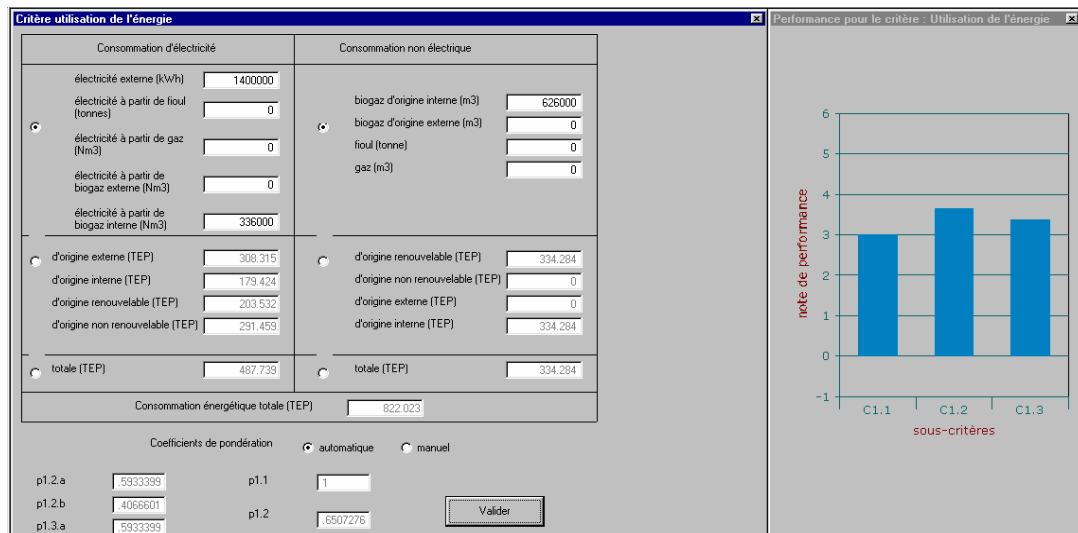 Critère utilisation de l'énergie
Consommation d'électricité
Consommation non électrique
électricité externe (kWh) 1400000
électricité à partir de fioul (tonnes) 0
électricité à partir de gaz (Nm3) 0
électricité à partir de biogaz externe (Nm3) 0
électricité à partir de biogaz interne (Nm3) 336000
biogaz d'origine interne (m3) 626000
biogaz d'origine externe (m3) 0
fioul (tonne) 0
gaz (m3) 0
d'origine externe (TEP) 308.315
d'origine interne (TEP) 179.424
d'origine renouvelable (TEP) 203.532
d'origine non renouvelable (TEP) 291.459
d'origine renouvelable (TEP) 334.284
d'origine non renouvelable (TEP) 0
d'origine externe (TEP) 0
d'origine interne (TEP) 334.284
totale (TEP) 487.739
totale (TEP) 334.284
Consommation énergétique totale (TEP) 822.023
Coefficients de pondération
automatique
manuel
p1.2.a .5933399
p1.2.b .4066601
p1.3.a .5933399
p1.1 1
p1.2 .6507276
Valider
Performance pour le critère : Utilisation de l'énergie
note de performance
6
5
4
3
2
1
0
-1
C1.1 C1.2 C1.3
sous-critères